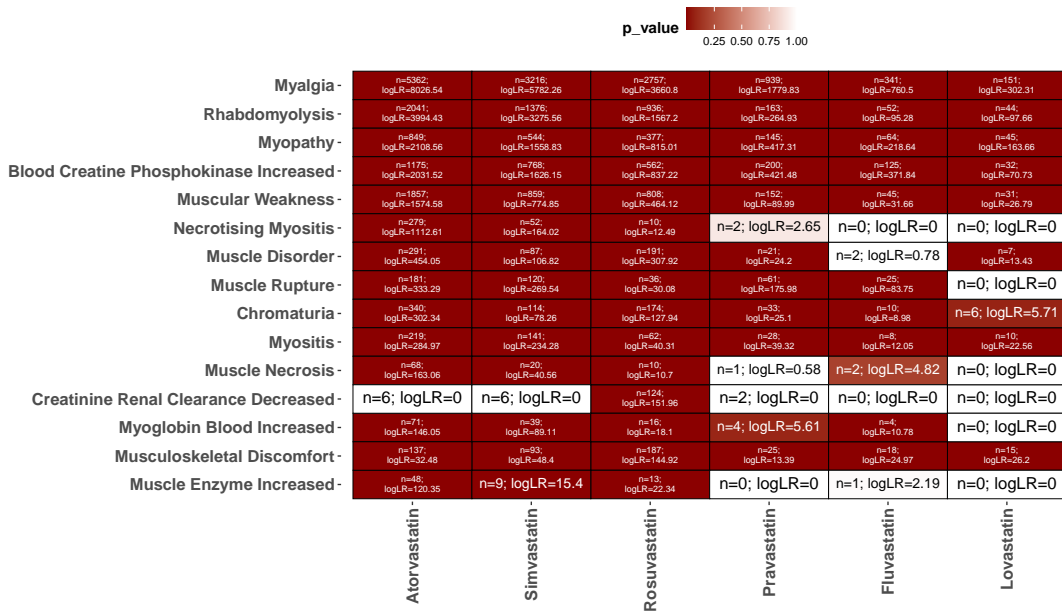 p_value
0.25 0.50 0.75 1.00
Myalgia
n=5362;
logLR=8026.54
n=3216;
logLR=5782.26
n=2757;
logLR=3660.8
n=939;
logLR=1779.83
n=341;
logLR=760.5
n=151;
logLR=302.31
Rhabdomyolysis
n=2041;
logLR=3994.43
n=1376;
logLR=3275.56
n=936;
logLR=1567.2
n=163;
logLR=264.93
n=52;
logLR=95.28
n=44;
logLR=97.66
Myopathy
n=849;
logLR=2108.56
n=544;
logLR=1558.83
n=377;
logLR=815.01
n=145;
logLR=417.31
n=64;
logLR=218.64
n=45;
logLR=163.66
Blood Creatine Phosphokinase Increased
n=1175;
logLR=2031.52
n=768;
logLR=1626.15
n=562;
logLR=837.22
n=200;
logLR=421.48
n=125;
logLR=371.84
n=32;
logLR=70.73
Muscular Weakness
n=1857;
logLR=1574.58
n=859;
logLR=774.85
n=808;
logLR=464.12
n=152;
logLR=89.99
n=45;
logLR=31.66
n=31;
logLR=26.79
Necrotising Myositis
n=279;
logLR=1112.61
n=52;
logLR=164.02
n=10;
logLR=12.49
n=2; logLR=2.65
n=0; logLR=0
n=0; logLR=0
Muscle Disorder
n=291;
logLR=454.05
n=87;
logLR=106.82
n=191;
logLR=307.92
n=21;
logLR=24.2
n=2; logLR=0.78
n=7;
logLR=13.43
Muscle Rupture
n=181;
logLR=333.29
n=120;
logLR=269.54
n=36;
logLR=30.08
n=61;
logLR=175.98
n=25;
logLR=83.75
n=0; logLR=0
Chromaturia
n=340;
logLR=302.34
n=114;
logLR=78.26
n=174;
logLR=127.94
n=33;
logLR=25.1
n=10;
logLR=8.98
n=6; logLR=5.71
Myositis
n=219;
logLR=284.97
n=141;
logLR=234.28
n=62;
logLR=40.31
n=28;
logLR=39.32
n=8;
logLR=12.05
n=10;
logLR=22.56
Muscle Necrosis
n=68;
logLR=163.06
n=20;
logLR=40.56
n=10;
logLR=10.7
n=1; logLR=0.58
n=2; logLR=4.82
n=0; logLR=0
Creatinine Renal Clearance Decreased
n=6; logLR=0
n=6; logLR=0
n=124;
logLR=151.96
n=2; logLR=0
n=0; logLR=0
n=0; logLR=0
Myoglobin Blood Increased
n=71;
logLR=146.05
n=39;
logLR=89.11
n=16;
logLR=18.1
n=4; logLR=5.61
n=4;
logLR=10.78
n=0; logLR=0
Musculoskeletal Discomfort
n=137;
logLR=32.48
n=93;
logLR=48.4
n=187;
logLR=144.92
n=25;
logLR=13.39
n=18;
logLR=24.97
n=15;
logLR=26.2
Muscle Enzyme Increased
n=48;
logLR=120.35
n=9; logLR=15.4
n=13;
logLR=22.34
n=0; logLR=0
n=1; logLR=2.19
n=0; logLR=0
Atorvastatin
Simvastatin
Rosuvastatin
Pravastatin
Fluvastatin
Lovastatin